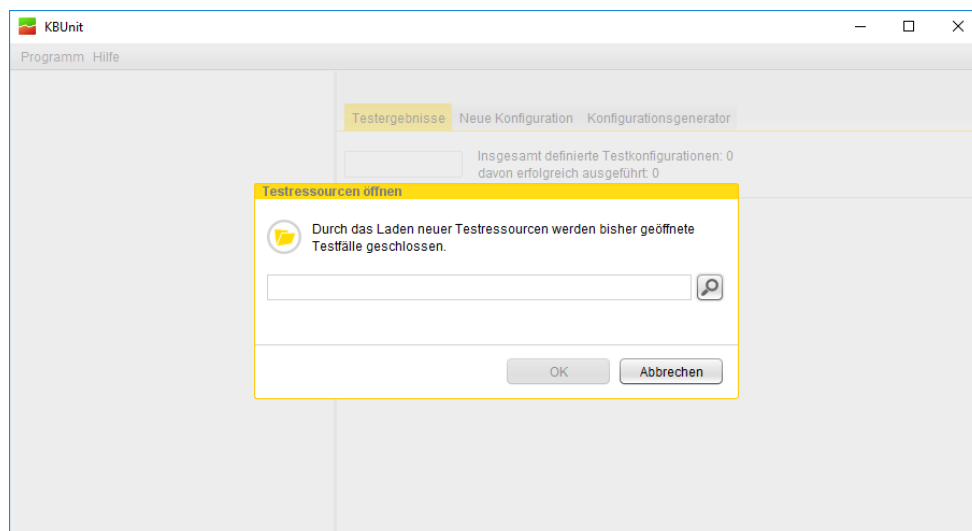 KBUnit
Programm Hilfe
Testergebnisse Neue Konfiguration Konfigurationsgenerator
Insgesamt definierte Testkonfigurationen: 0
davon erfolgreich ausgeführt: 0
Testressourcen öffnen
Durch das Laden neuer Testressourcen werden bisher geöffnete
Testfälle geschlossen.
OK Abbrechen